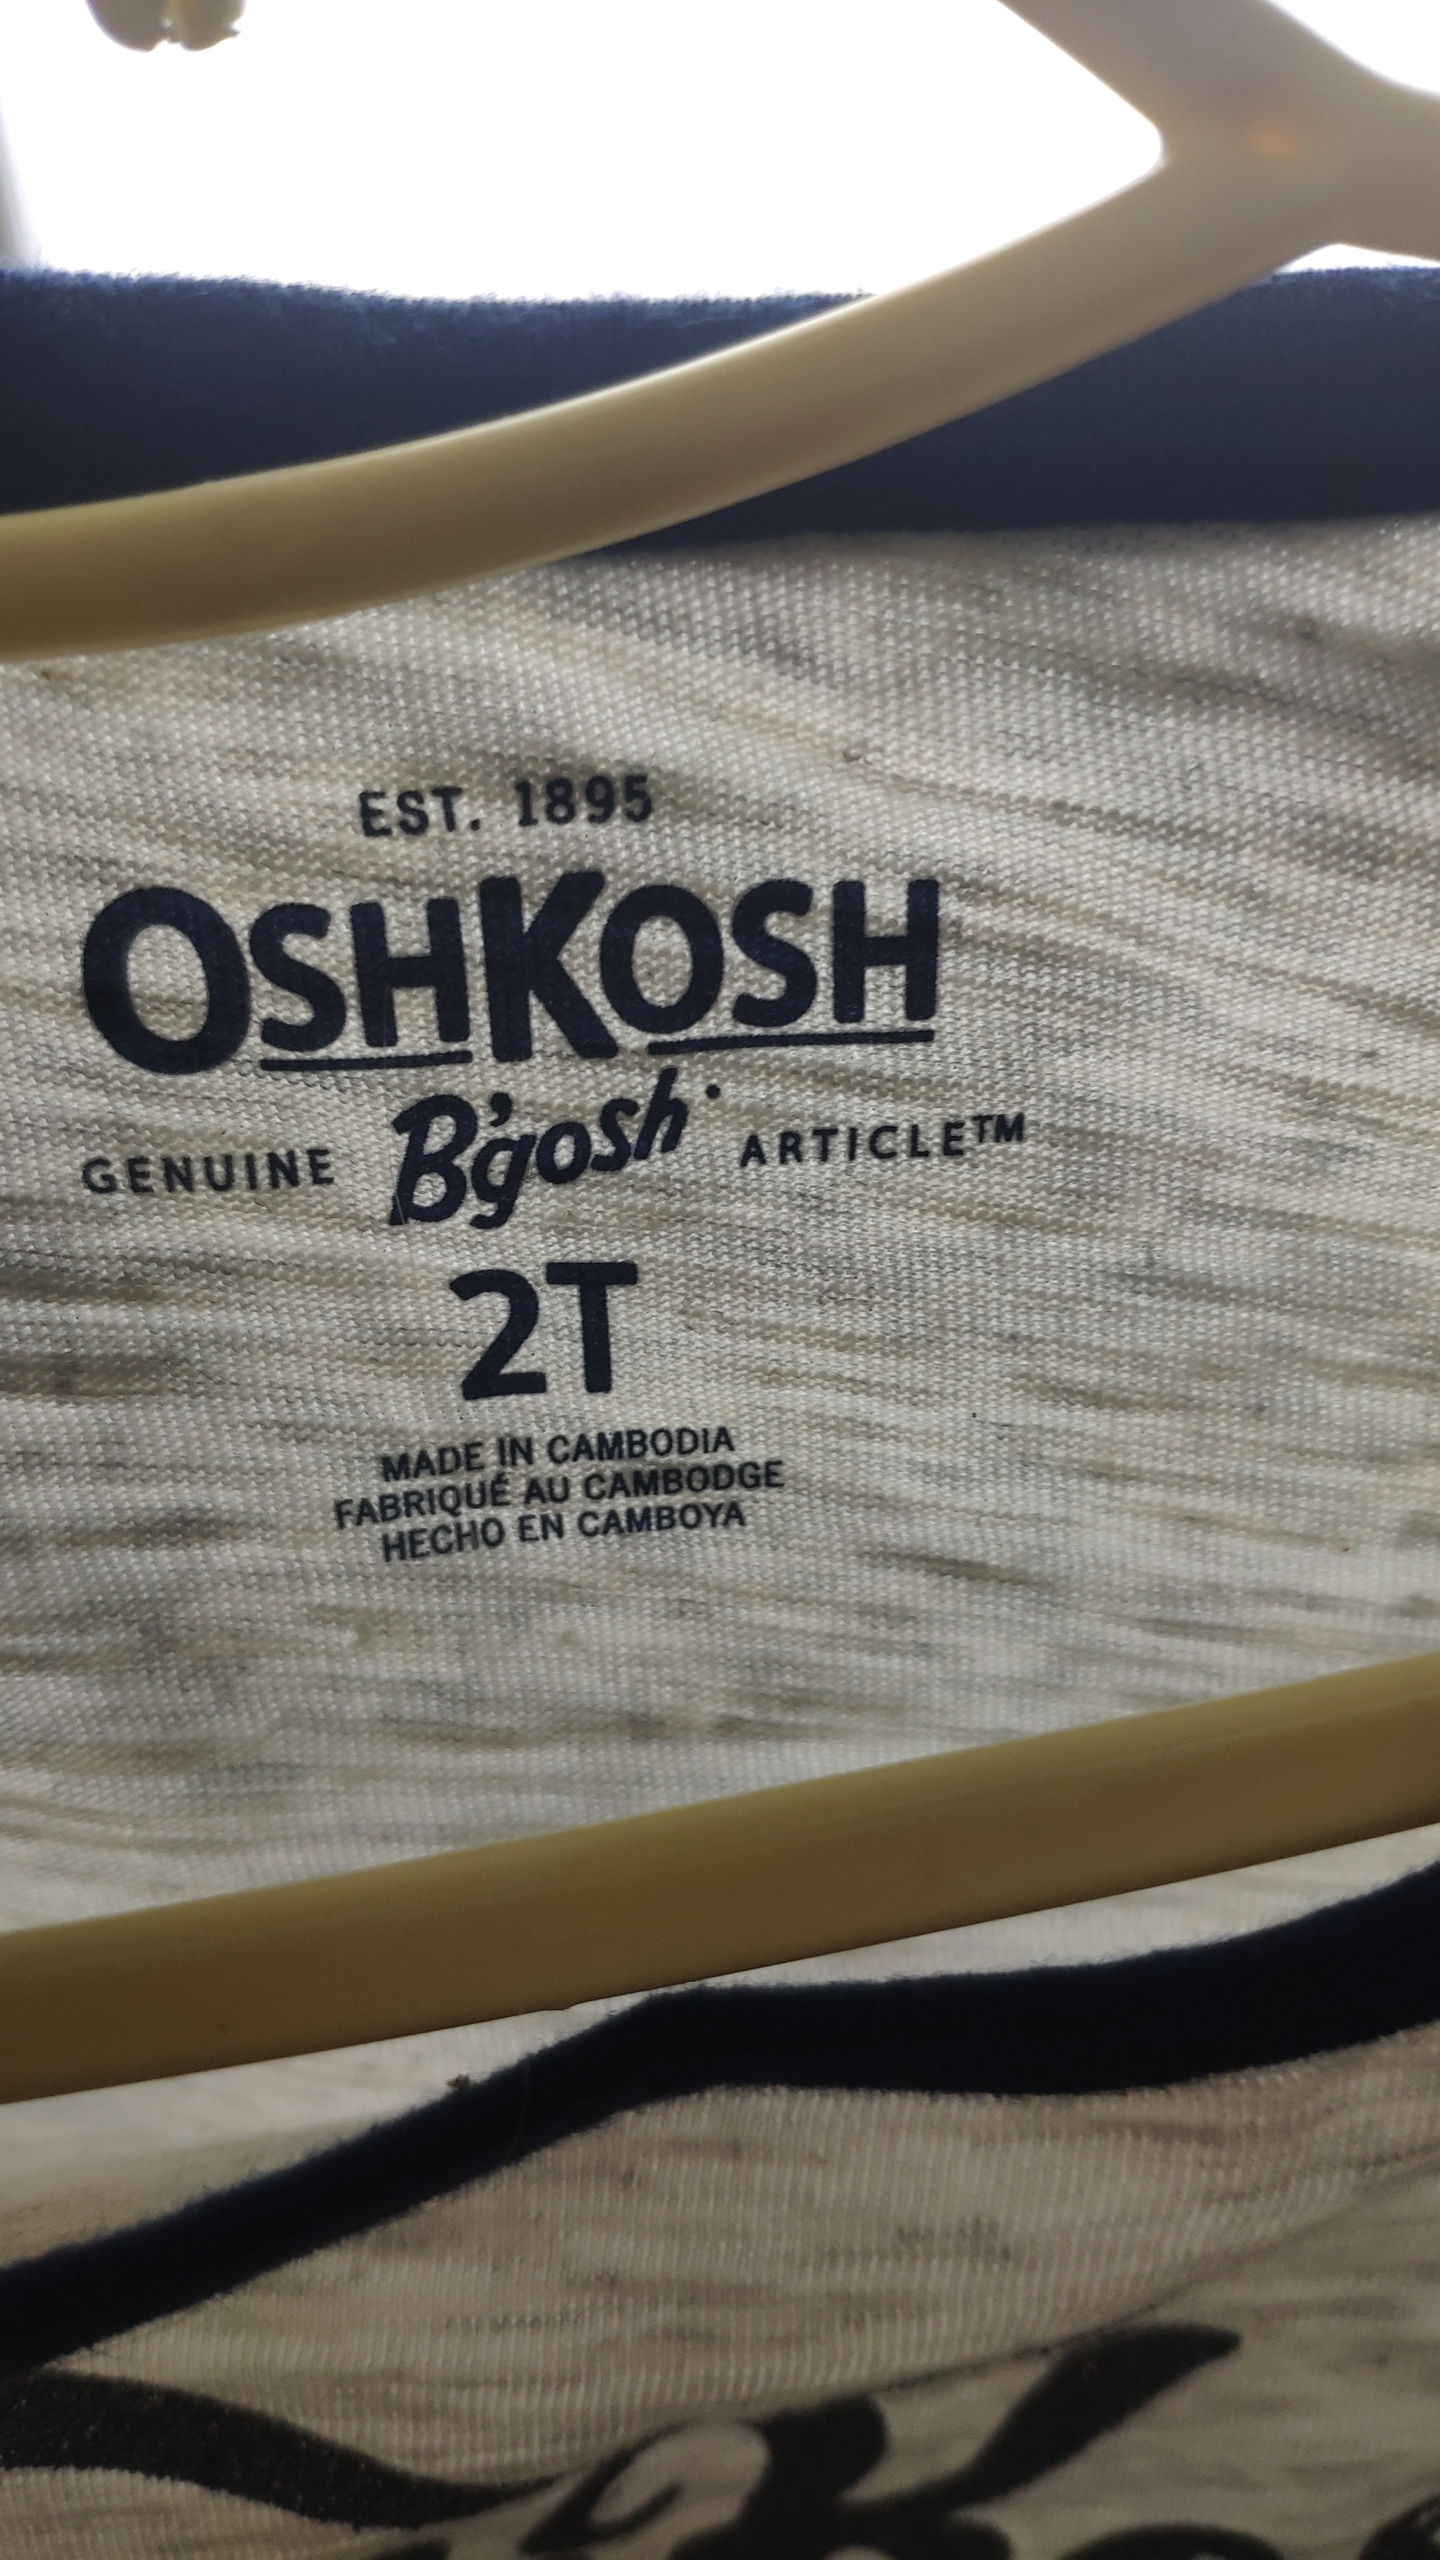 EST. 1895
OSHKOSH
GENUINE B'gosh ARTICLE™
2T
MADE IN CAMBODIA
FABRIQUÉ AU CAMBODGE
HECHO EN CAMBOYA